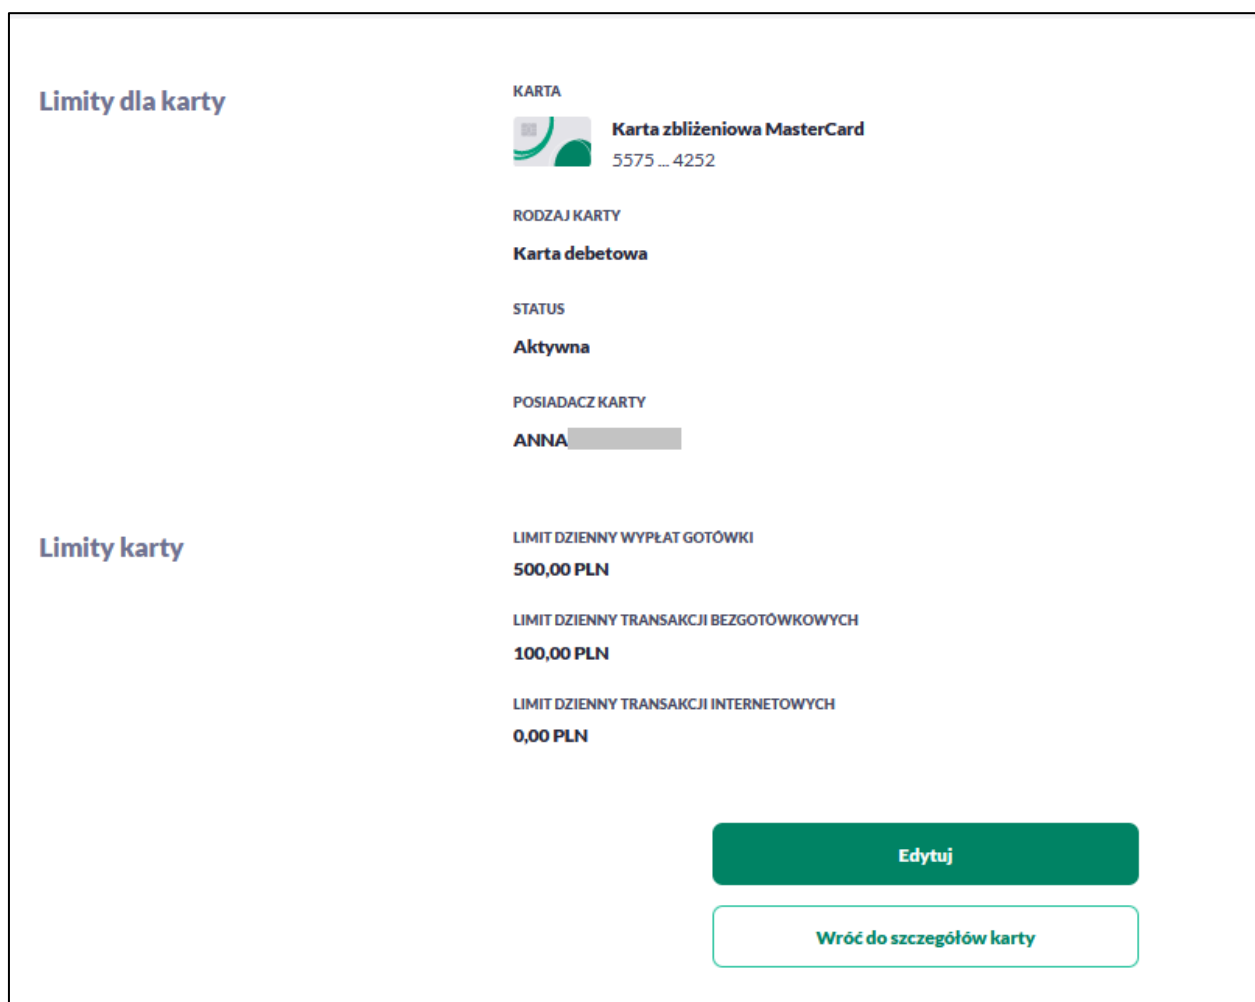 Limity dla karty
KARTA
Karta zbliżeniowa MasterCard
5575 ... 4252
RODZAJ KARTY
Karta debetowa
STATUS
Aktywna
POSIADACZ KARTY
ANNA
Limity karty
LIMIT DZIENNY WYPŁAT GOTÓWKI
500,00 PLN
LIMIT DZIENNY TRANSAKCJI BEZGOTÓWKOWYCH
100,00 PLN
LIMIT DZIENNY TRANSAKCJI INTERNETOWYCH
0,00 PLN
Edytuj
Wróć do szczegółów karty